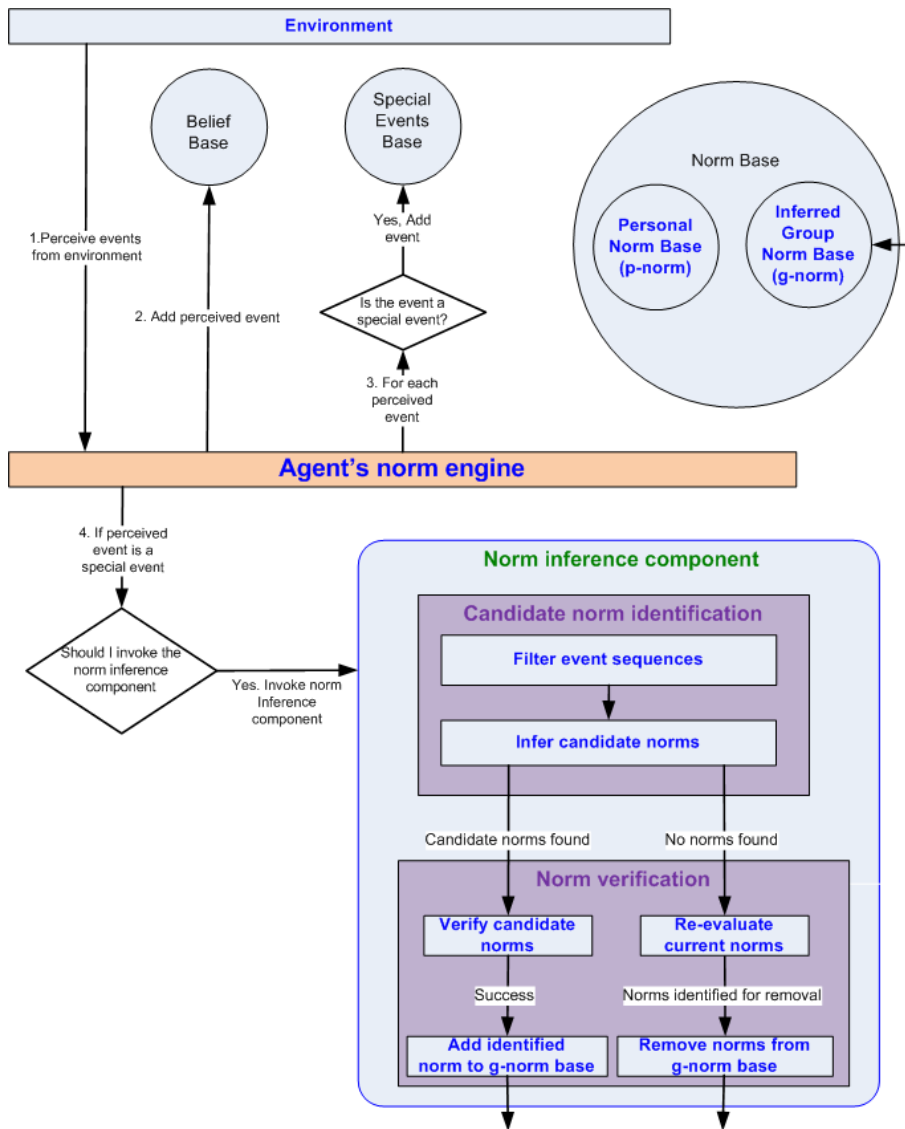 Environment
Belief
Base
Special
Events
Base
Norm Base
Personal
Norm Base
(p-norm)
Inferred
Group
Norm Base
(g-norm)
1.Perceive events
from environment
Yes, Add
event
Is the event a
special event?
2. Add perceived event
3. For each
perceived
event
Agent's norm engine
4. If perceived
event is a
special event
Should I invoke the
norm inference
component
Yes. Invoke norm
Inference
component
Norm inference component
Candidate norm identification
Filter event sequences
Infer candidate norms
Candidate norms found
No norms found
Norm verification
Verify candidate
norms
Re-evaluate
current norms
Success
Norms identified for removal
Add identified
norm to g-norm base
Remove norms from
g-norm base